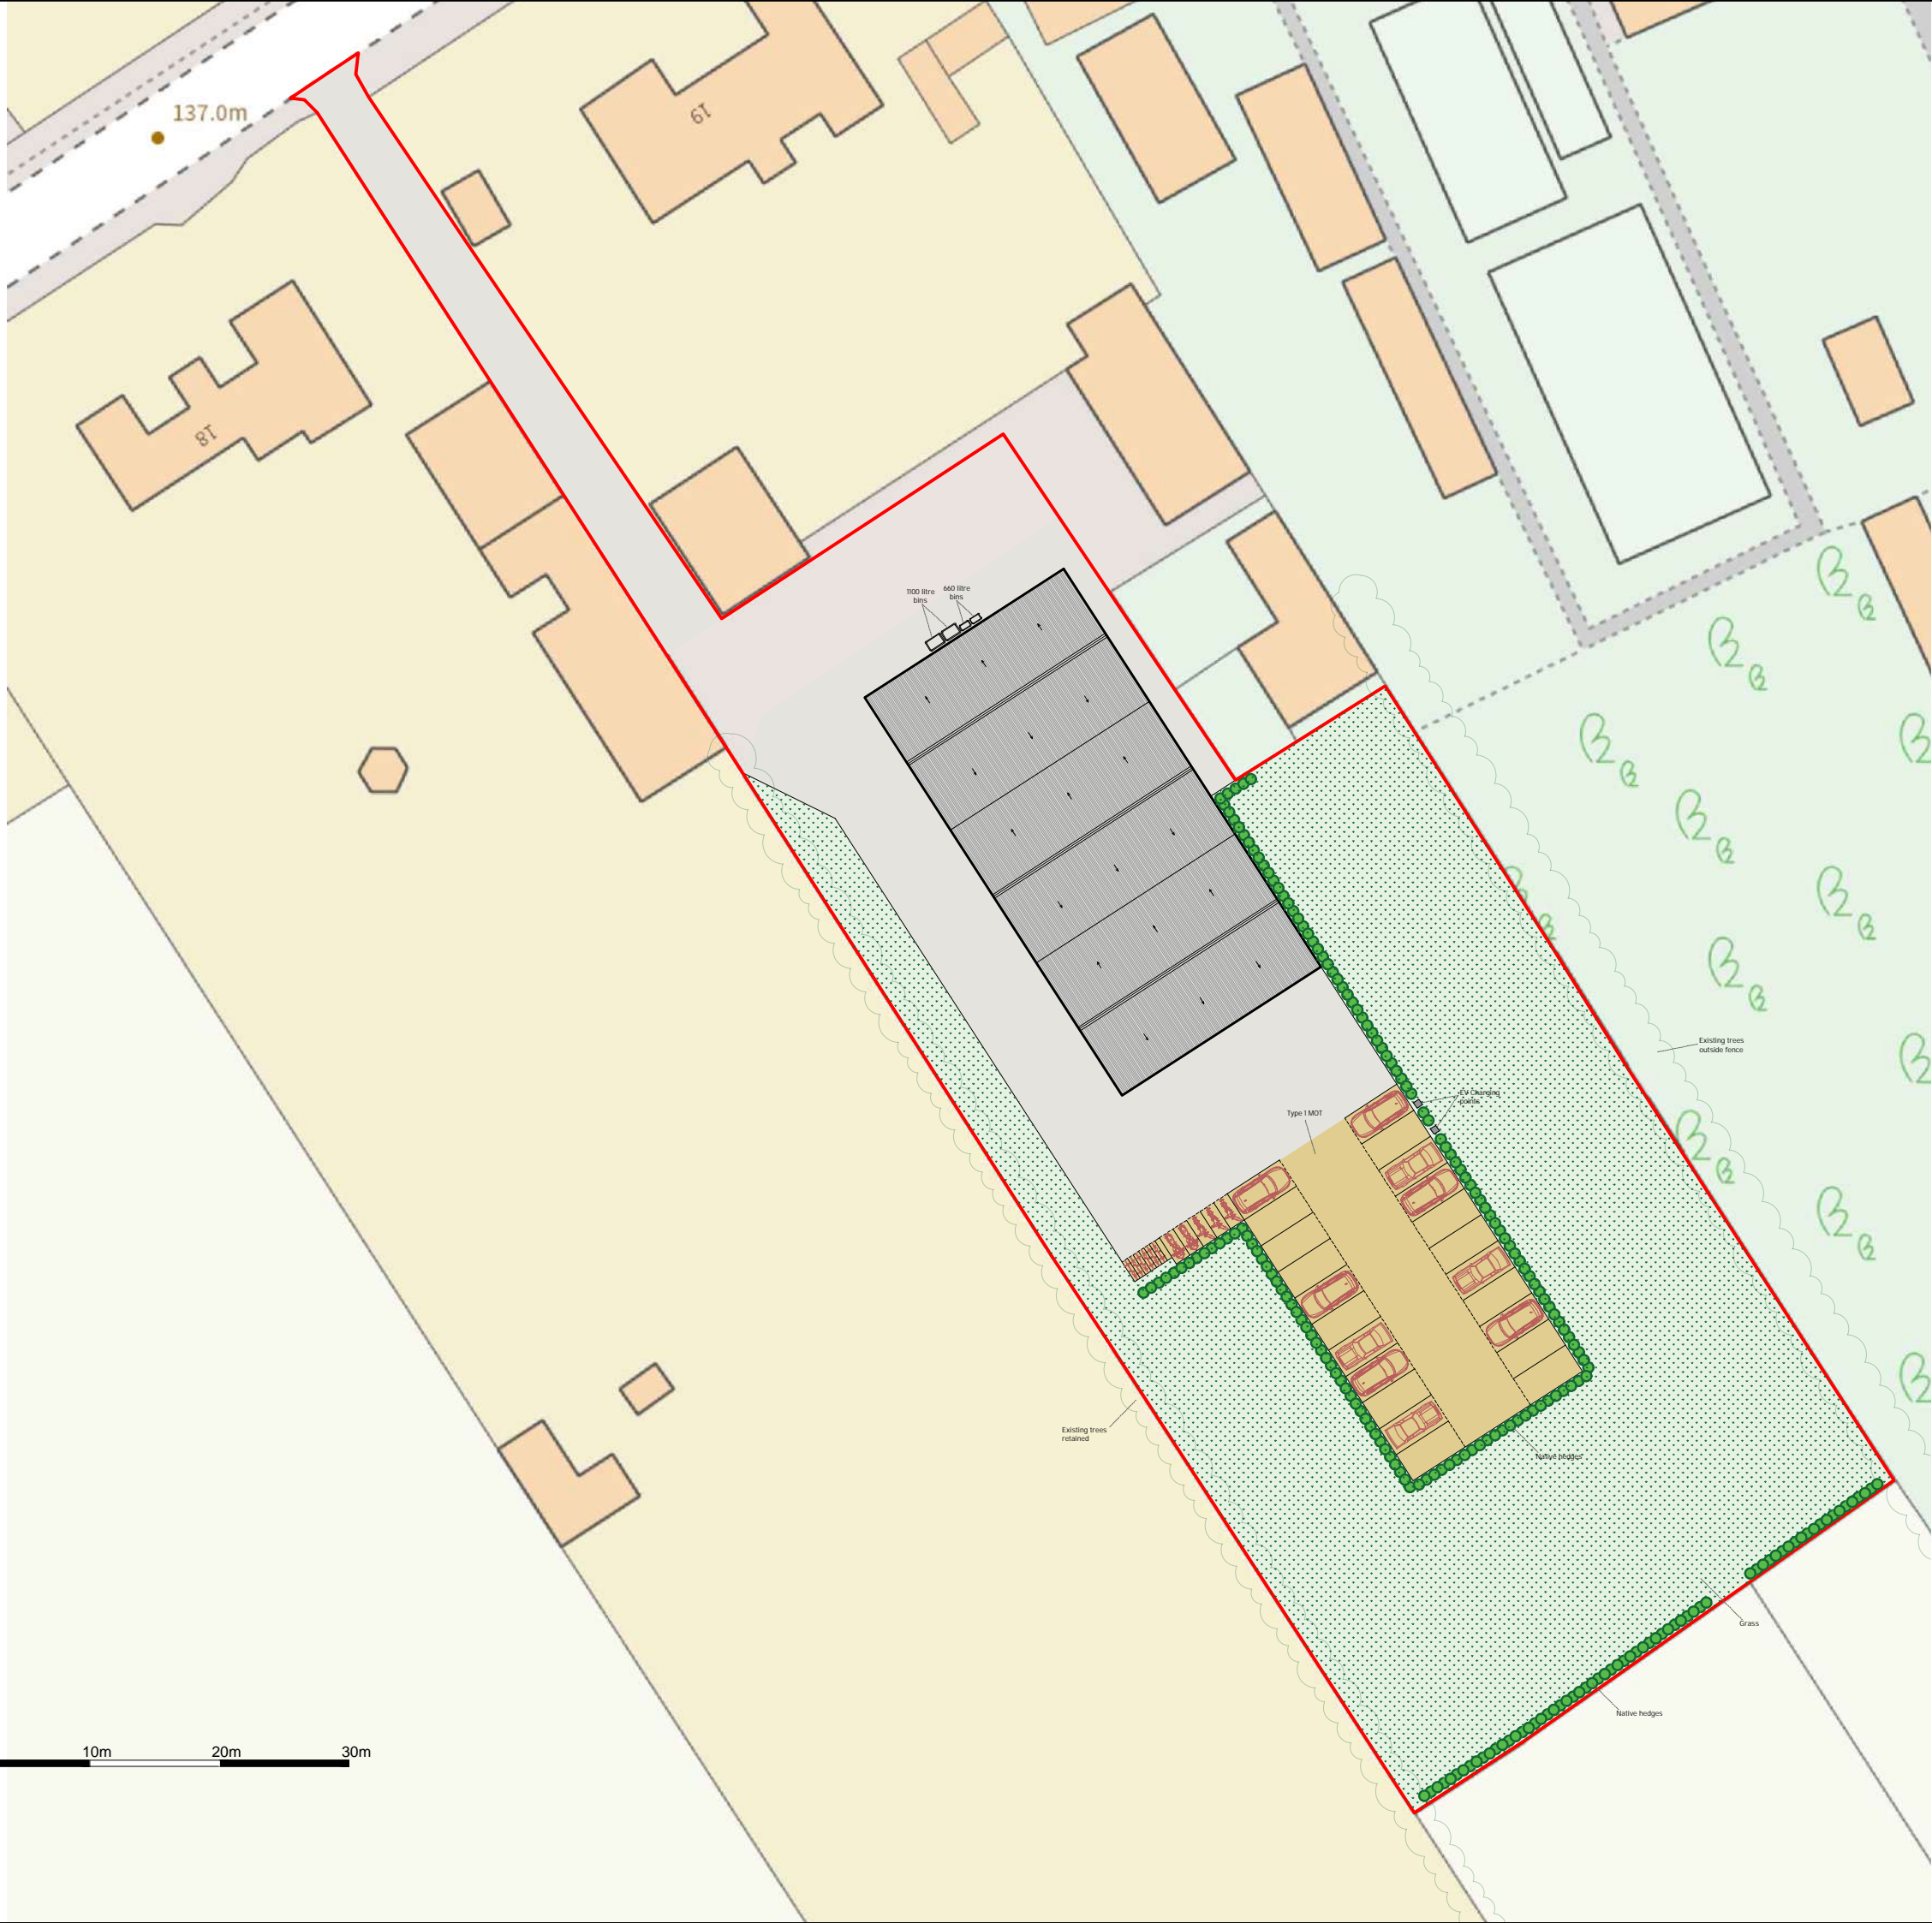 137.0m
19
18
1100 litre
bins
660 litre
bins
Existing trees
outside fence
EV Charging
points
Type 1 MOT
Existing trees
retained
Native hedges
Grass
Native hedges
10m
20m
30m